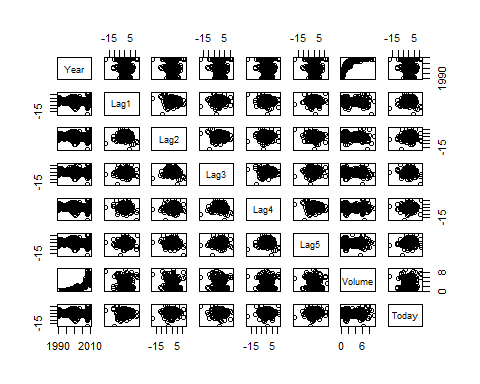 -15 5 -15 5 -15 5 -15 5
Year 1990
-15 Lag1
Lag2 -15
-15 Lag3
Lag4 -15
-15 Lag5
Volume 0 8
-15 Today
1990 2010 -15 5 -15 5 0 6